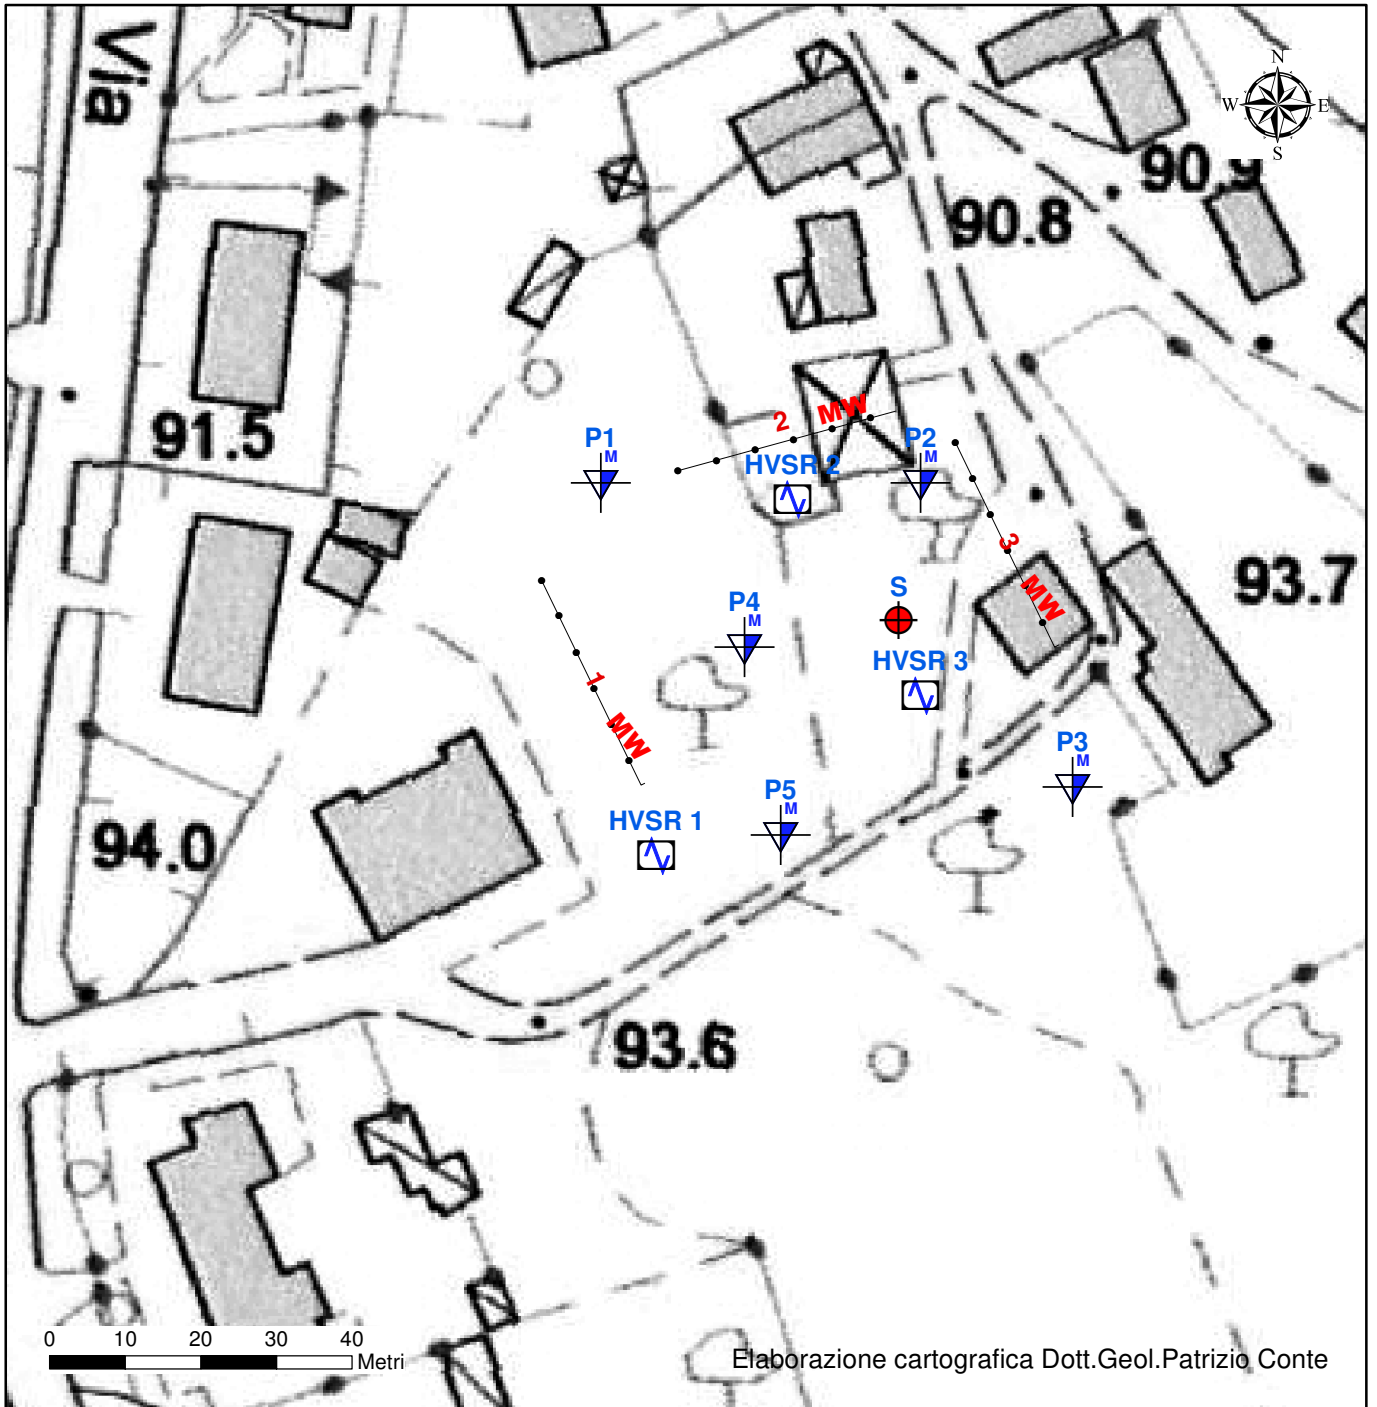 Via
N
W E
S
90.9
90.8
91.5
2 MW
P1
M
P2
M
HVSR 2
3 MW
93.7
S
P4
M
HVSR 3
1 MW
P3
M
P5
M
HVSR 1
94.0
93.6
0 10 20 30 40
Metri
Elaborazione cartografica Dott.Geol.Patrizio Conte